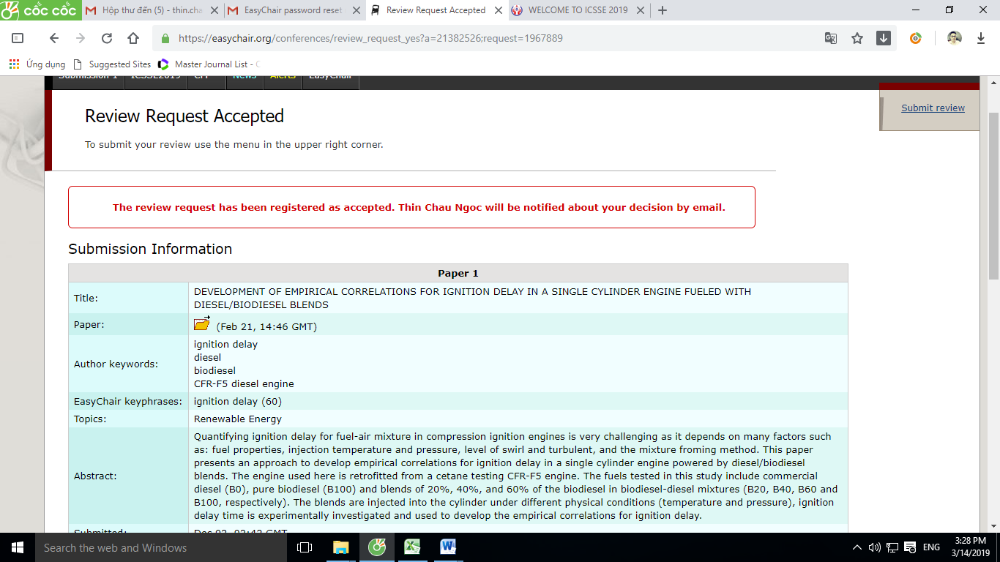 cốc cốc
Hộp thư đến (5) - thin.cha
EasyChair password reset
Review Request Accepted
WELCOME TO ICSSE 2019
https://easychair.org/conferences/review_request_yes?a=21382526;request=1967889
Ứng dụng
Suggested Sites
Master Journal List - C
Submission 1
ICSSE2019
CFP
News
Alerts
EasyChair
Review Request Accepted
Submit review
To submit your review use the menu in the upper right corner.
The review request has been registered as accepted. Thin Chau Ngoc will be notified about your decision by email.
Submission Information
Paper 1
Title:
DEVELOPMENT OF EMPIRICAL CORRELATIONS FOR IGNITION DELAY IN A SINGLE CYLINDER ENGINE FUELED WITH
DIESEL/BIODIESEL BLENDS
Paper:
(Feb 21, 14:46 GMT)
Author keywords:
ignition delay
diesel
biodiesel
CFR-F5 diesel engine
EasyChair keyphrases:
ignition delay (60)
Topics:
Renewable Energy
Abstract:
Quantifying ignition delay for fuel-air mixture in compression ignition engines is very challenging as it depends on many factors such
as: fuel properties, injection temperature and pressure, level of swirl and turbulent, and the mixture froming method. This paper
presents an approach to develop empirical correlations for ignition delay in a single cylinder engine powered by diesel/biodiesel
blends. The engine used here is retrofitted from a cetane testing CFR-F5 engine. The fuels tested in this study include commercial
diesel (B0), pure biodiesel (B100) and blends of 20%, 40%, and 60% of the biodiesel in biodiesel-diesel mixtures (B20, B40, B60 and
B100, respectively). The blends are injected into the cylinder under different physical conditions (temperature and pressure), ignition
delay time is experimentally investigated and used to develop the empirical correlations for ignition delay.
Submitted:
Dec 02, 02:42 GMT
Search the web and Windows
ENG
3:28 PM
3/14/2019